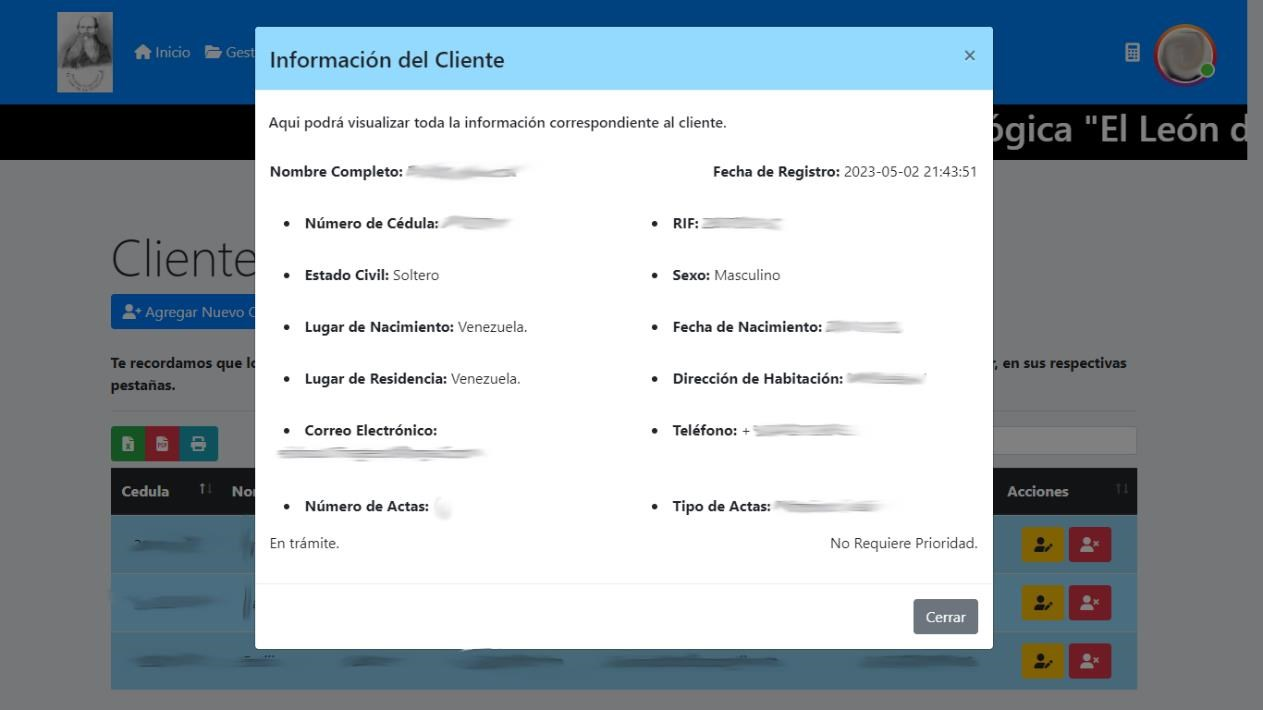 Inicio Gest
Información del Cliente ×
ógica "El León d
Aqui podrá visualizar toda la información correspondiente al cliente.
Nombre Completo: Fecha de Registro: 2023-05-02 21:43:51
Número de Cédula: RIF:
Cliente
Estado Civil: Soltero Sexo: Masculino
Agregar Nuevo C
Lugar de Nacimiento: Venezuela. Fecha de Nacimiento:
Te recordamos que lo r, en sus respectivas
pestañas.
Lugar de Residencia: Venezuela. Dirección de Habitación:
Correo Electrónico: Teléfono: +
PDF
Cedula No Acciones
Número de Actas: Tipo de Actas:
En trámite. No Requiere Prioridad.
Cerrar